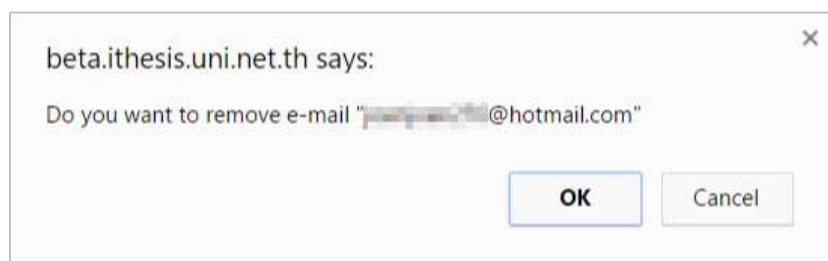 beta.ithesis.uni.net.th says:
Do you want to remove e-mail "@hotmail.com"
OK
Cancel